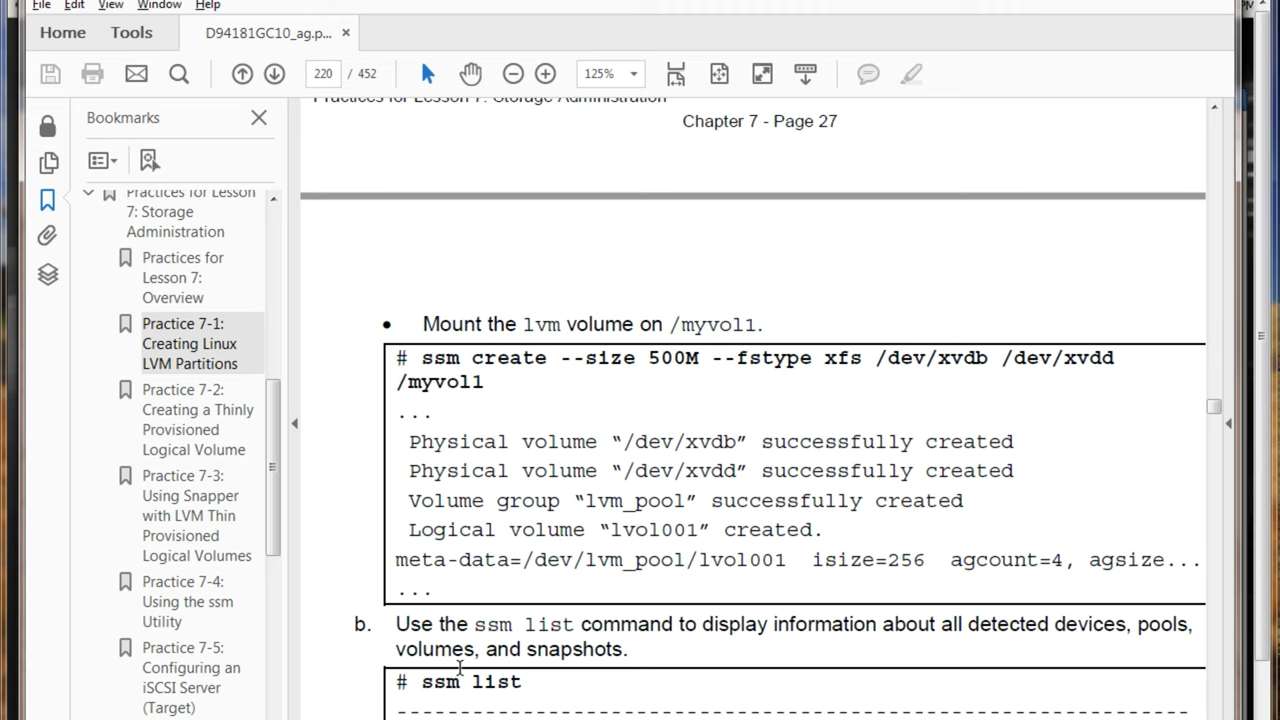 File Edit View Window Help
Home Tools D94181GC10_ag.p... ×
220 / 452 125%
Bookmarks
Practices for Lesson
7: Storage
Administration
Practices for
Lesson 7:
Overview
Practice 7-1:
Creating Linux
LVM Partitions
Practice 7-2:
Creating a Thinly
Provisioned
Logical Volume
Practice 7-3:
Using Snapper
with LVM Thin
Provisioned
Logical Volumes
Practice 7-4:
Using the ssm
Utility
Practice 7-5:
Configuring an
iSCSI Server
(Target)
Practices for Lesson 7: Storage Administration
Chapter 7 - Page 27
• Mount the lvm volume on /myvol1.
# ssm create --size 500M --fstype xfs /dev/xvdb /dev/xvdd
/myvol1
...
Physical volume “/dev/xvdb” successfully created
Physical volume “/dev/xvdd” successfully created
Volume group “lvm_pool” successfully created
Logical volume “lvol001” created.
meta-data=/dev/lvm_pool/lvol001 isize=256 agcount=4, agsize...
...
b. Use the ssm list command to display information about all detected devices, pools,
volumes, and snapshots.
# ssm list